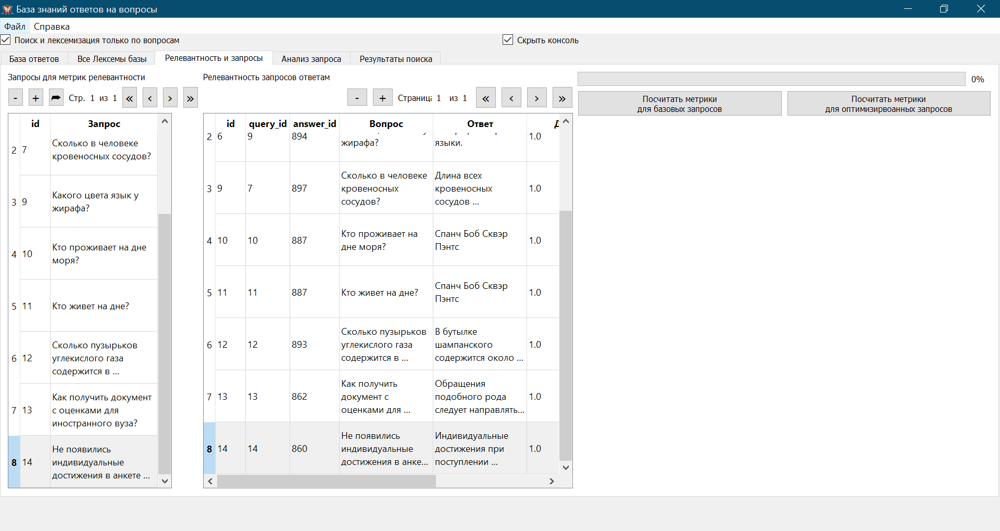 База знаний ответов на вопросы
Файл Справка
Поиск и лексемизация только по вопросам
Скрыть консоль
База ответов
Все Лексемы базы
Релевантность и запросы
Анализ запроса
Результаты поиска
Запросы для метрик релевантности
- + Стр. 1 из 1 « ‹ › »
id Запрос
2 7 Сколько в человеке
кровеносных сосудов?
3 9 Какого цвета язык у
жирафа?
4 10 Кто проживает на дне
моря?
5 11 Кто живет на дне?
6 12 Сколько пузырьков
углекислого газа
содержится в ...
7 13 Как получить документ
с оценками для
иностранного вуза?
8 14 Не появились
индивидуальные
достижения в анкете ...
Релевантность запросов ответам
- + Страница 1 из 1 « ‹ › »
id query_id answer_id Вопрос Ответ Д
2 6 9 894 жирафа? языки. 1.0
3 9 7 897 Сколько в человеке
кровеносных
сосудов?
Длина всех
кровеносных
сосудов ...
1.0
4 10 10 887 Кто проживает на
дне моря?
Спанч Боб Сквэр
Пэнтс
1.0
5 11 11 887 Кто живет на дне?
Спанч Боб Сквэр
Пэнтс
1.0
6 12 12 893 Сколько пузырьков
углекислого газа
содержится в ...
В бутылке
шампанского
содержится около ...
1.0
7 13 13 862 Как получить
документ с
оценками для ...
Обращения
подобного рода
следует направлять...
1.0
8 14 14 860 Не появились
индивидуальные
достижения в анке...
Индивидуальные
достижения при
поступлении ...
1.0
0%
Посчитать метрики
для базовых запросов
Посчитать метрики
для оптимизирвоанных запросов